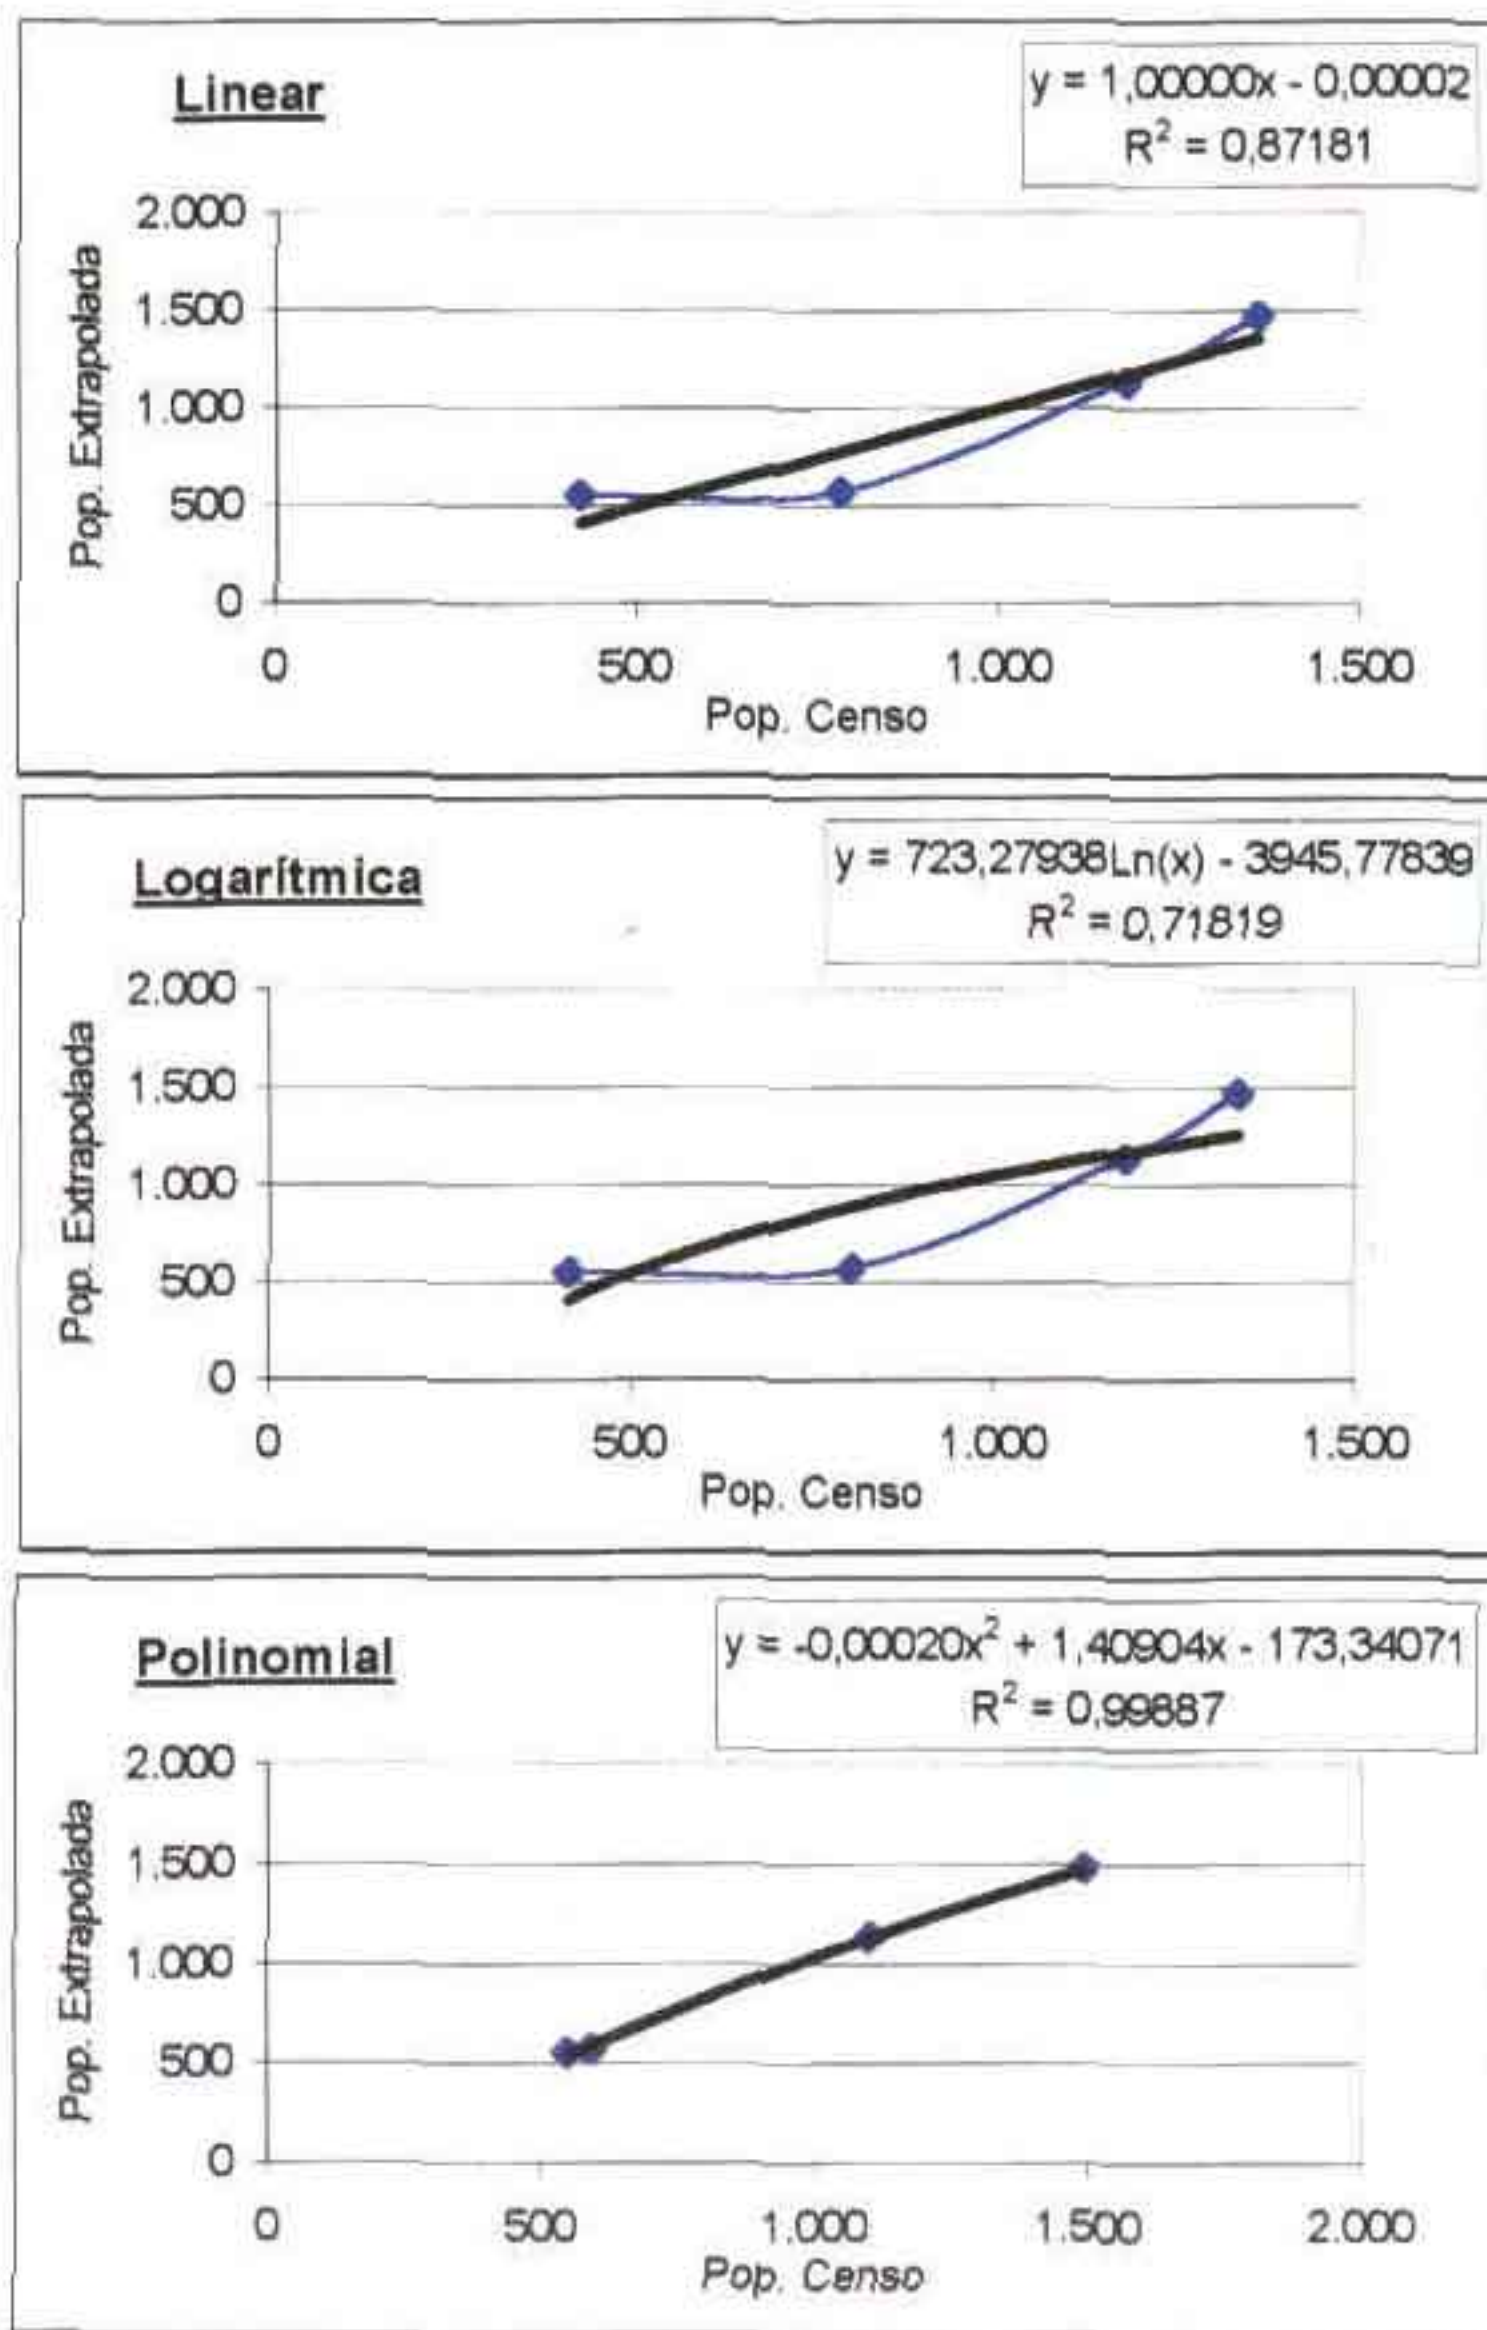 Linear
y = 1,00000x - 0,00002
R² = 0,87181
2.000
1.500
1.000
500
0
Pop. Extrapolada
0 500 1.000 1.500
Pop. Censo
Logarítmica
y = 723,27938Ln(x) - 3945,77839
R² = 0,71819
2.000
1.500
1.000
500
0
Pop. Extrapolada
0 500 1.000 1.500
Pop. Censo
Polinomial
y = -0,00020x² + 1,40904x - 173,34071
R² = 0,99887
2.000
1.500
1.000
500
0
Pop. Extrapolada
0 500 1.000 1.500 2.000
Pop. Censo